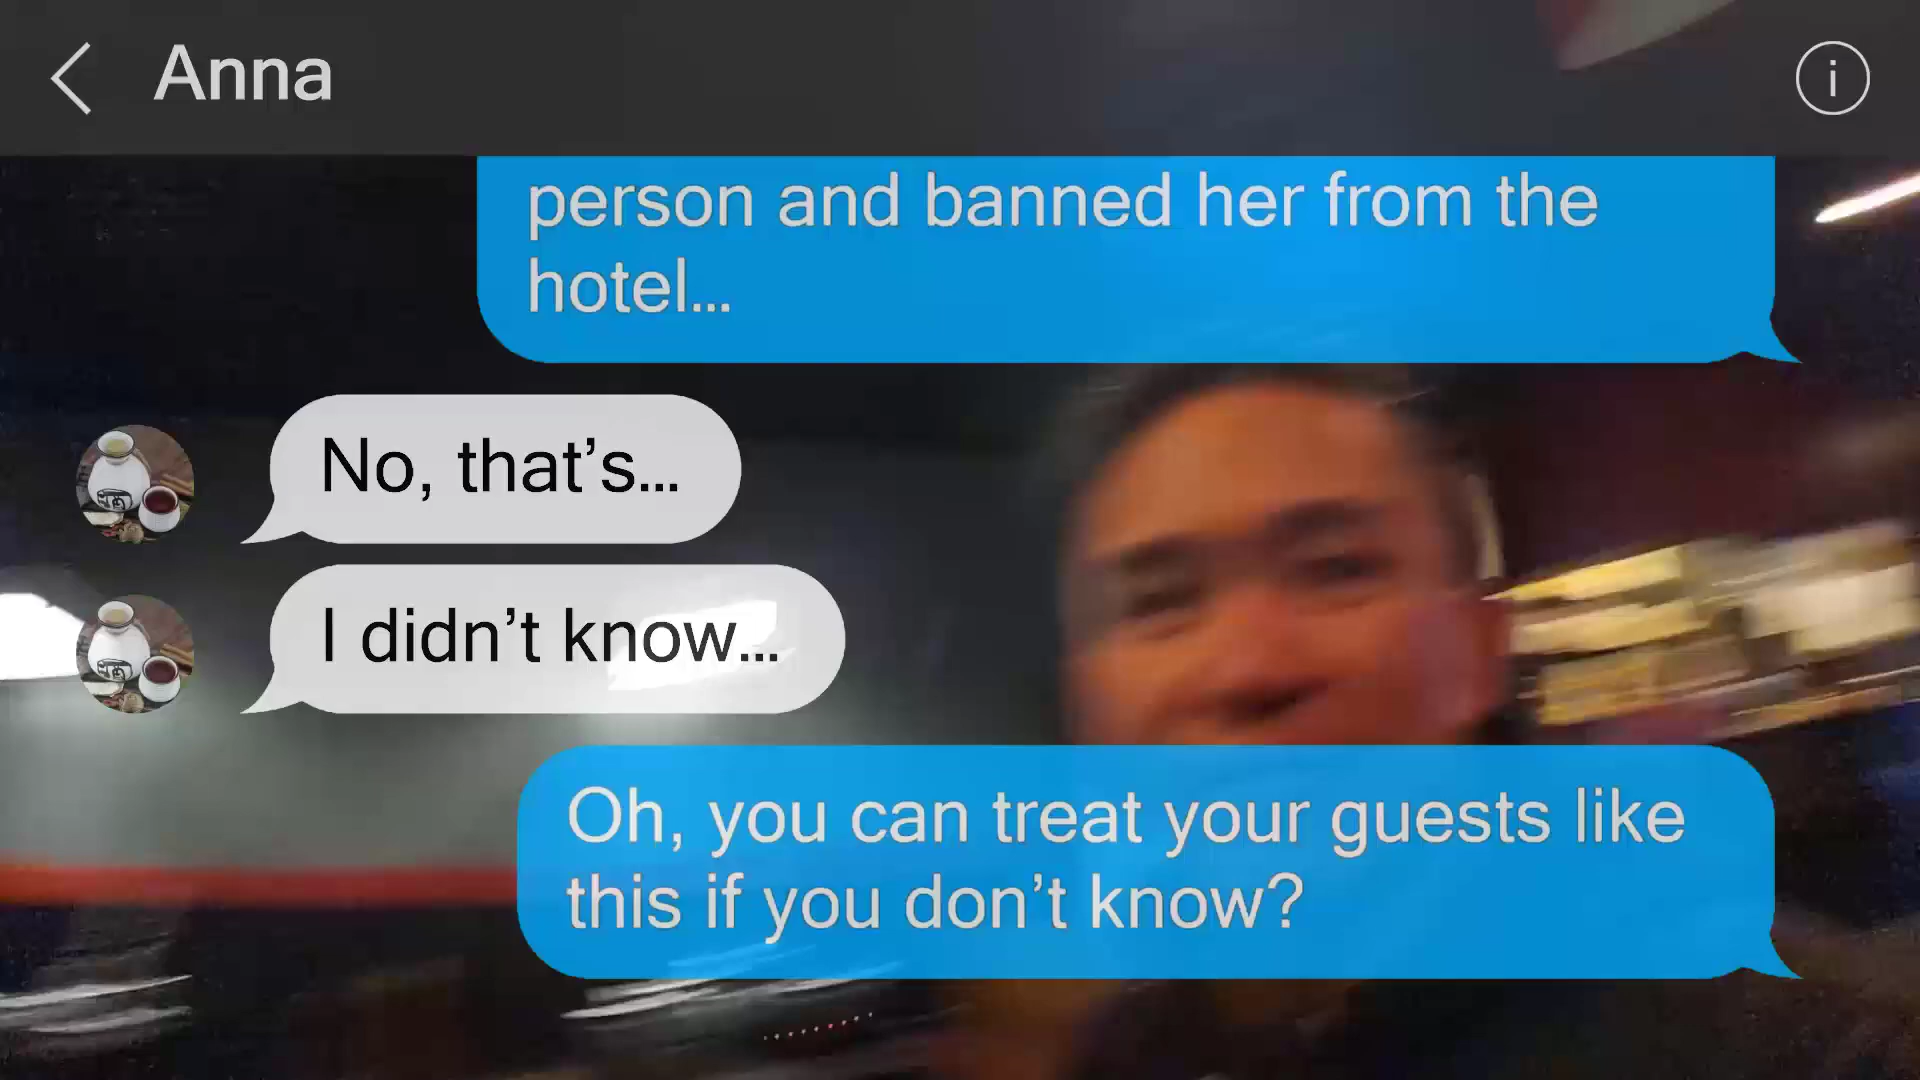 Anna
person and banned her from the
hotel...
No, that’s...
I didn’t know...
Oh, you can treat your guests like
this if you don’t know?